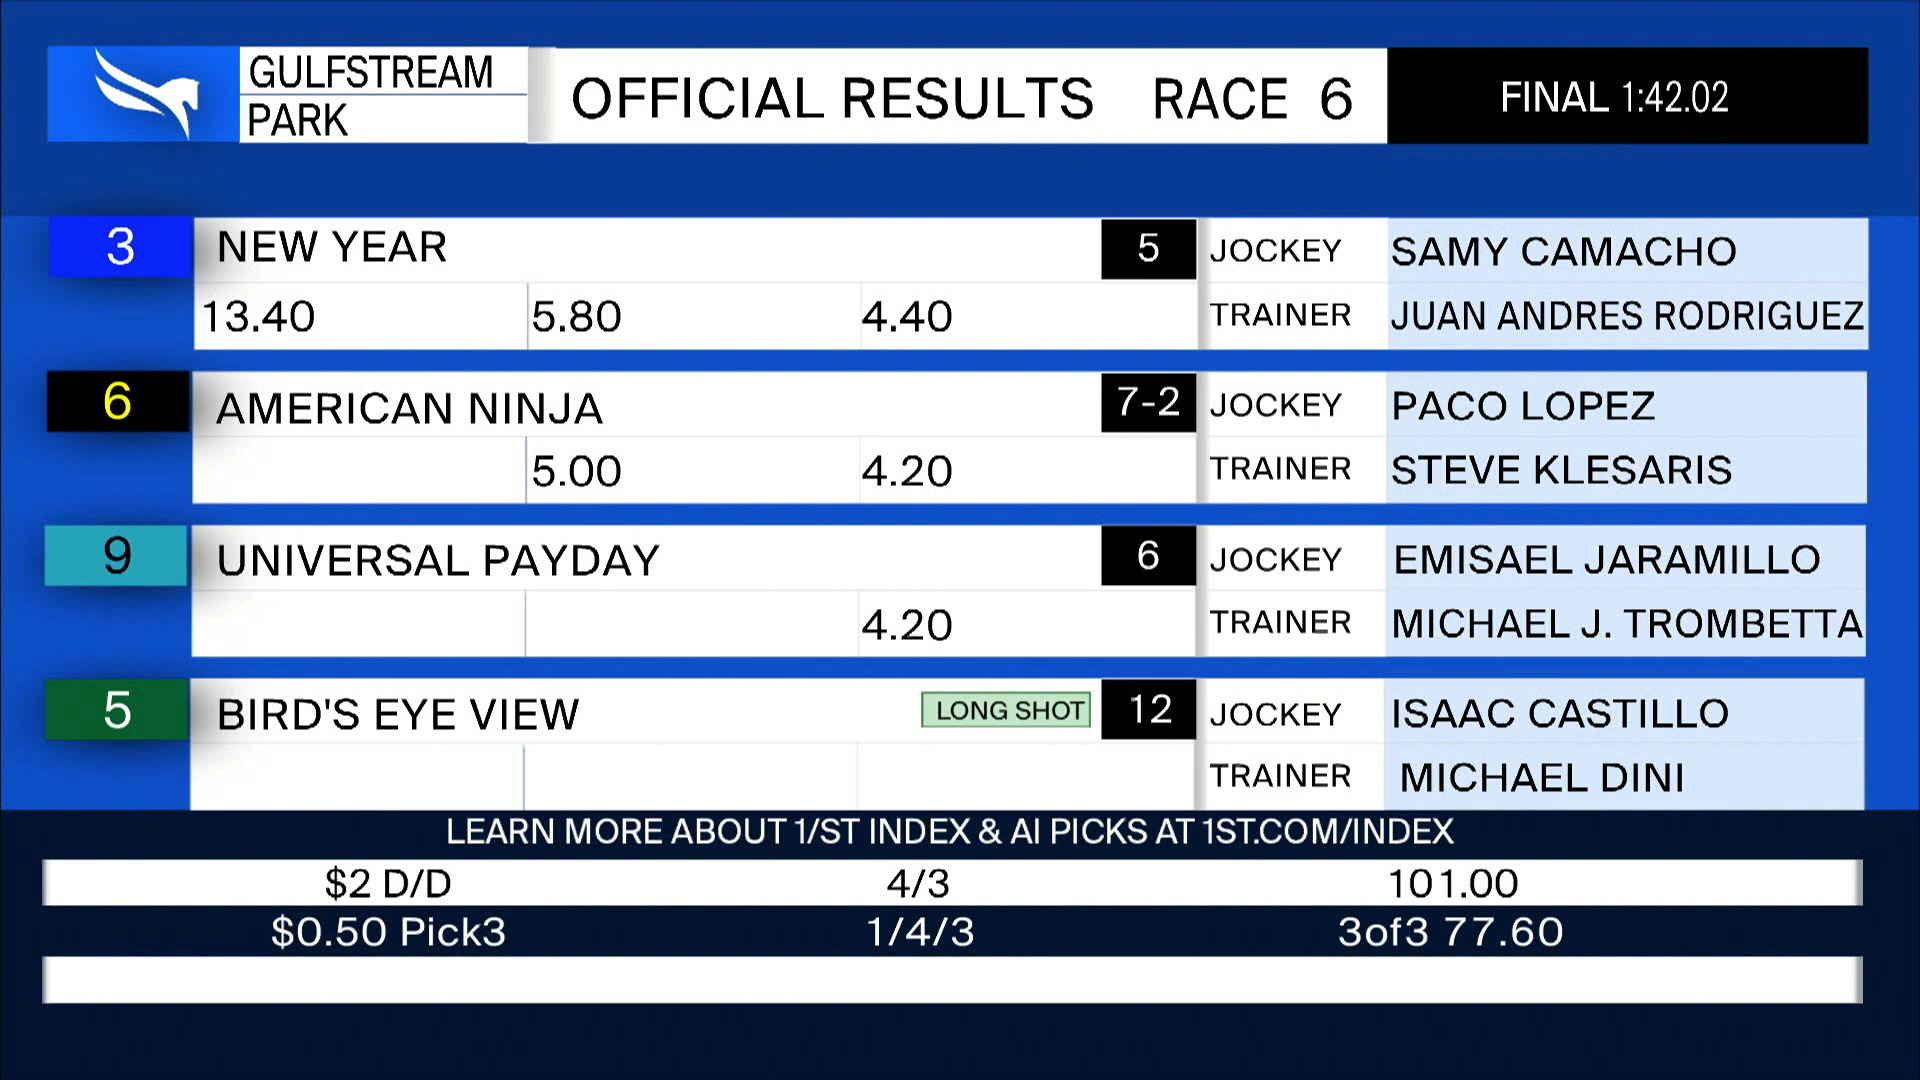 GULFSTREAM
PARK
OFFICIAL RESULTS RACE 6
FINAL 1:42.02
3 NEW YEAR 5 JOCKEY SAMY CAMACHO
13.40 5.80 4.40 TRAINER JUAN ANDRES RODRIGUEZ
6 AMERICAN NINJA 7-2 JOCKEY PACO LOPEZ
5.00 4.20 TRAINER STEVE KLESARIS
9 UNIVERSAL PAYDAY 6 JOCKEY EMISAEL JARAMILLO
4.20 TRAINER MICHAEL J. TROMBETTA
5 BIRD'S EYE VIEW LONG SHOT 12 JOCKEY ISAAC CASTILLO
TRAINER MICHAEL DINI
LEARN MORE ABOUT 1/ST INDEX & AI PICKS AT 1ST.COM/INDEX
$2 D/D 4/3 101.00
$0.50 Pick3 1/4/3 3of3 77.60